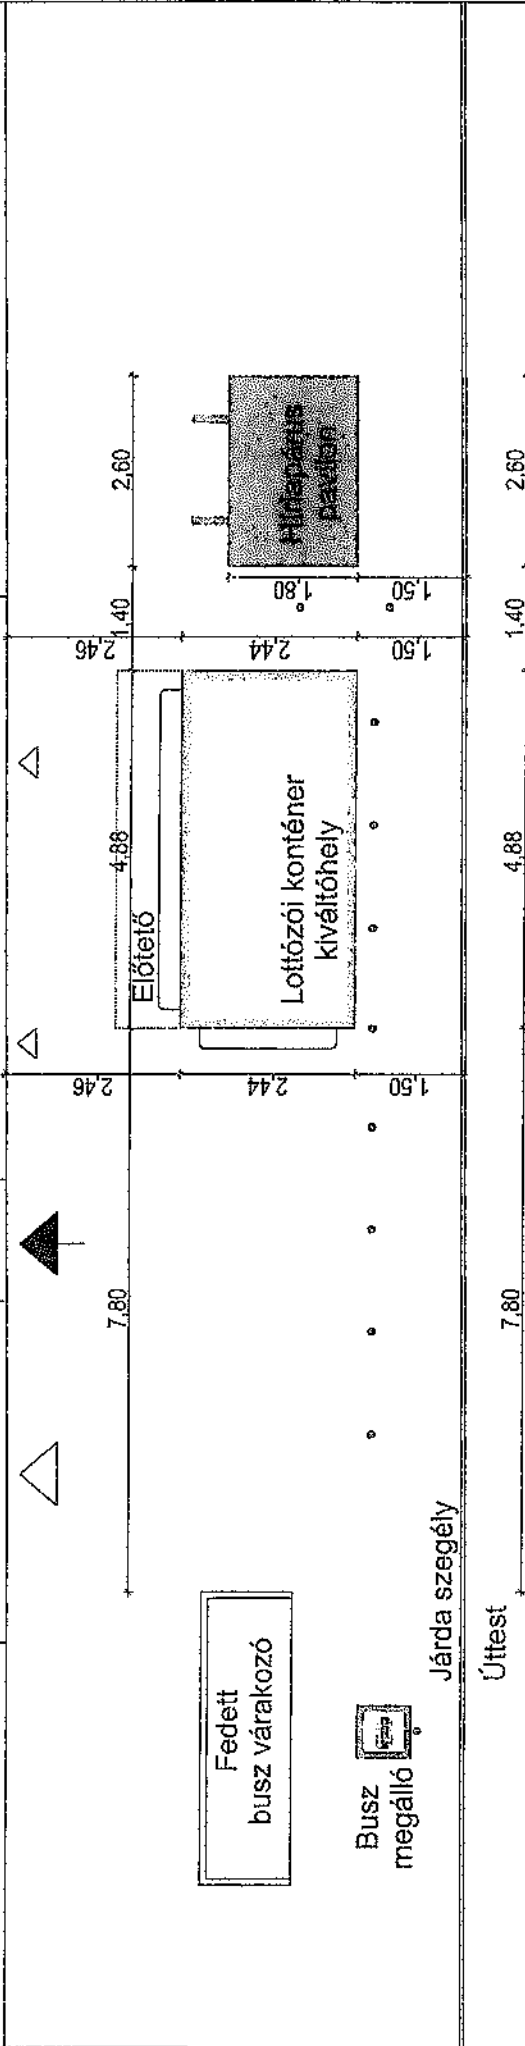 7,80
4,88
1,40
2,60
2,46
2,46
Előtető
Fedett
busz várakozó
2,44
Lottózói konténer
kiváltóhely
2,44
1,80
Hírlapárus
pavilon
Busz
megálló
1,50
1,50
1,50
Járda szegély
Úttest
7,80
4,88
1,40
2,60